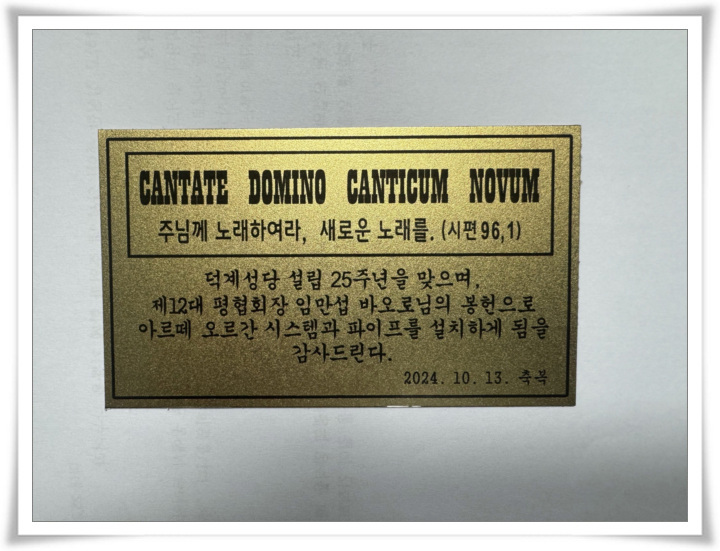 CANTATE DOMINO CANTICUM NOVUM
주님께 노래하여라, 새로운 노래를. (시편 96,1)
덕계성당 설립 25주년을 맞으며,
제12대 평협회장 임만섭 바오로님의 봉헌으로
아르떼 오르간 시스템과 파이프를 설치하게 됨을
감사드린다.
2024. 10. 13. 축복